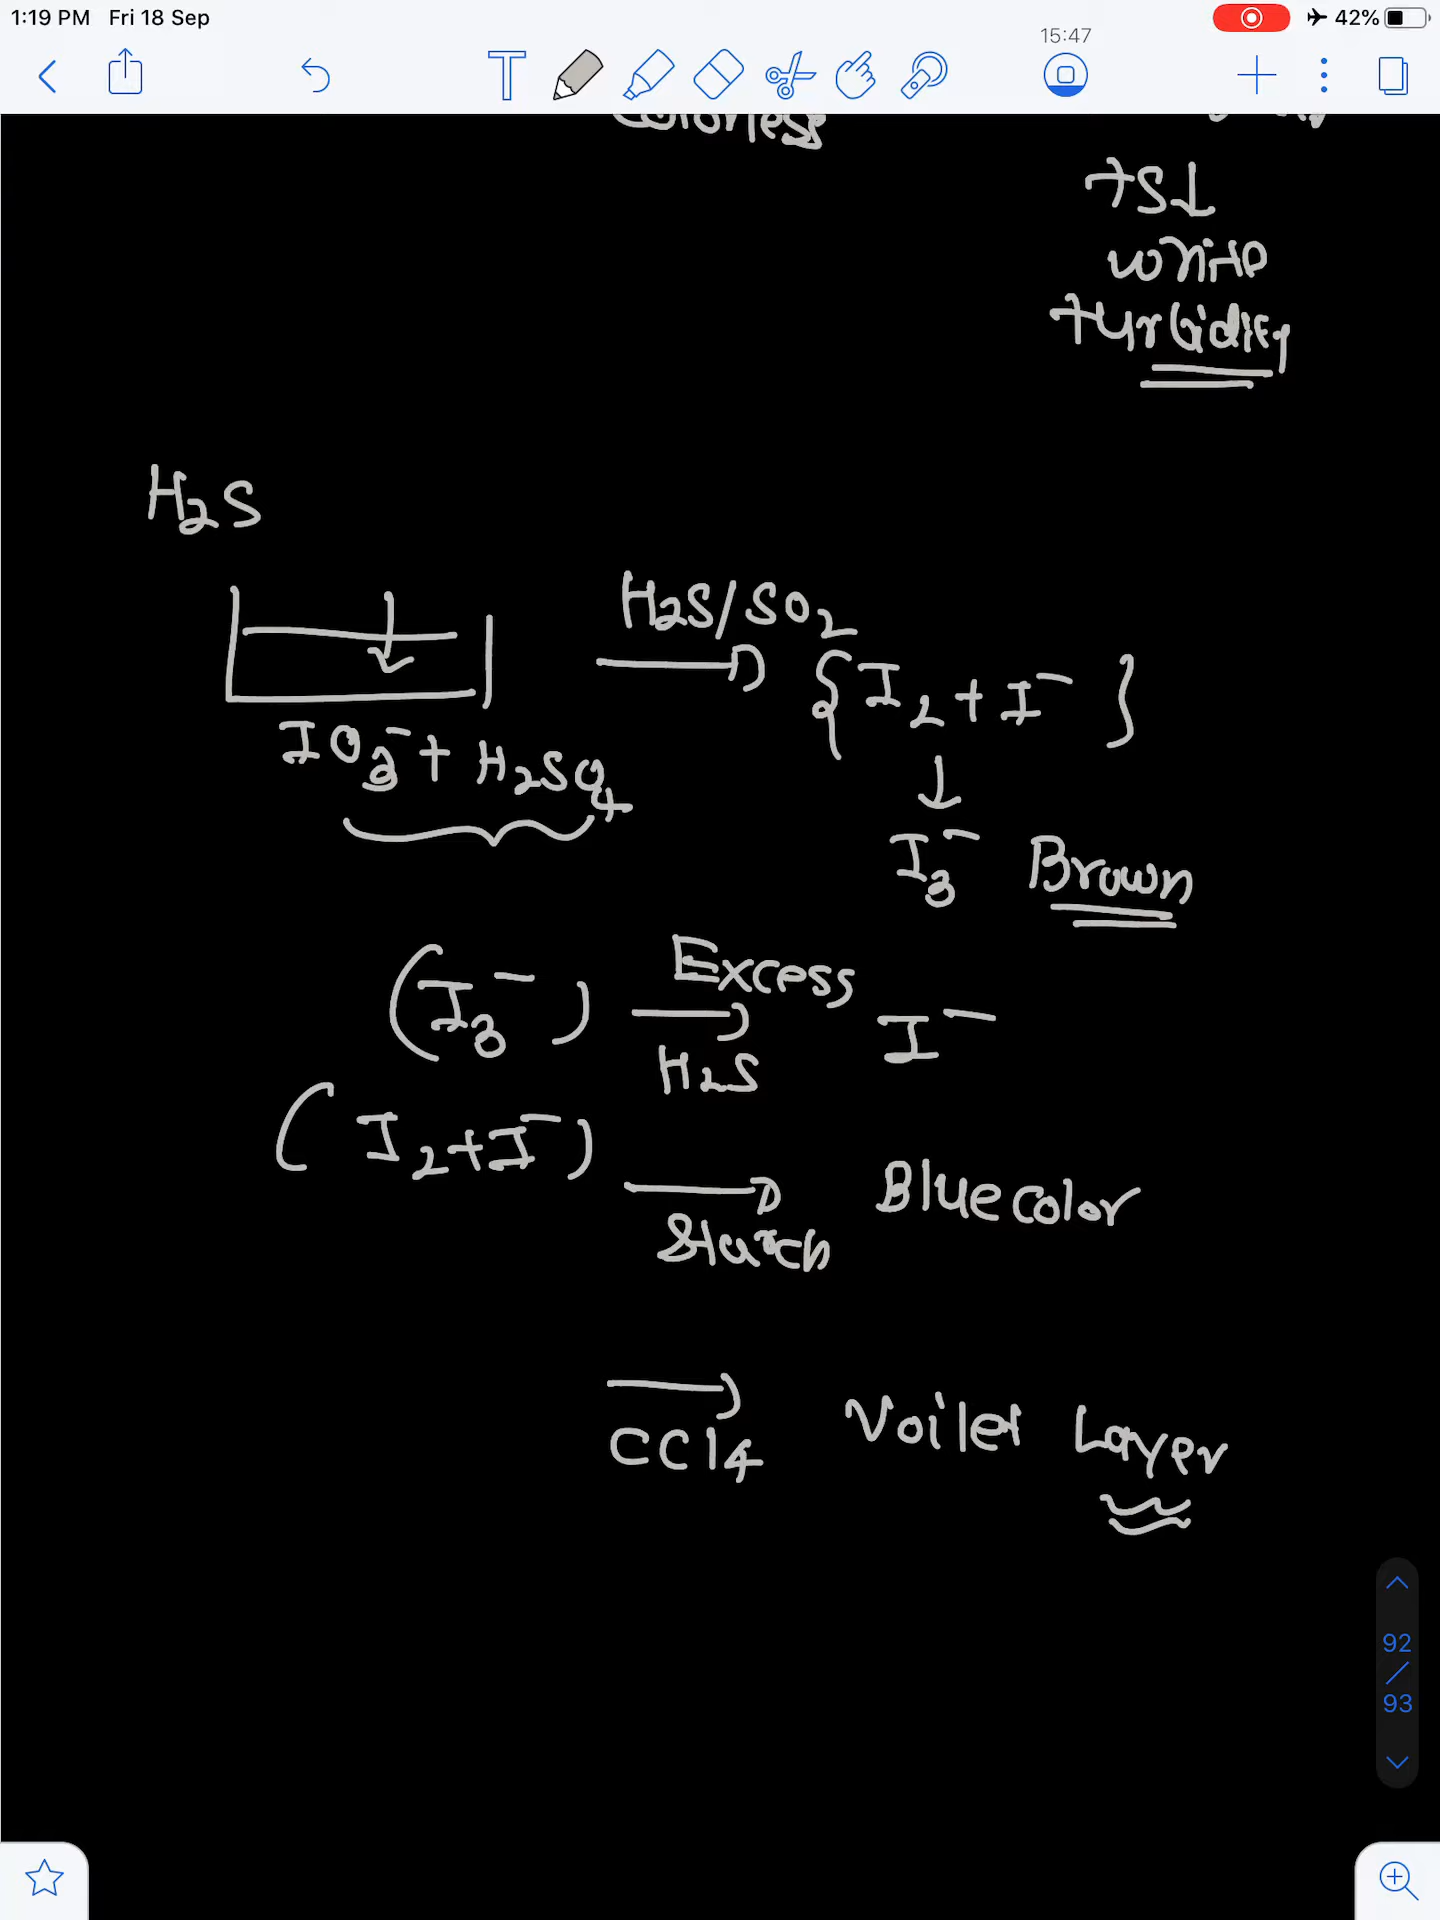 1:19 PM Fri 18 Sep
42%
15:47
T
Colorless
+S↓
white
turbidity
H₂S
H₂S/SO₂
{I₂ + I⁻}
IO₃⁻ + H₂SO₄
↓
I₃⁻ Brown
(I₃⁻) Excess → I⁻
H₂S
(I₂+I⁻)
→ Blue color
Starch
→ Voilet Layer
CCl4
92
/
93